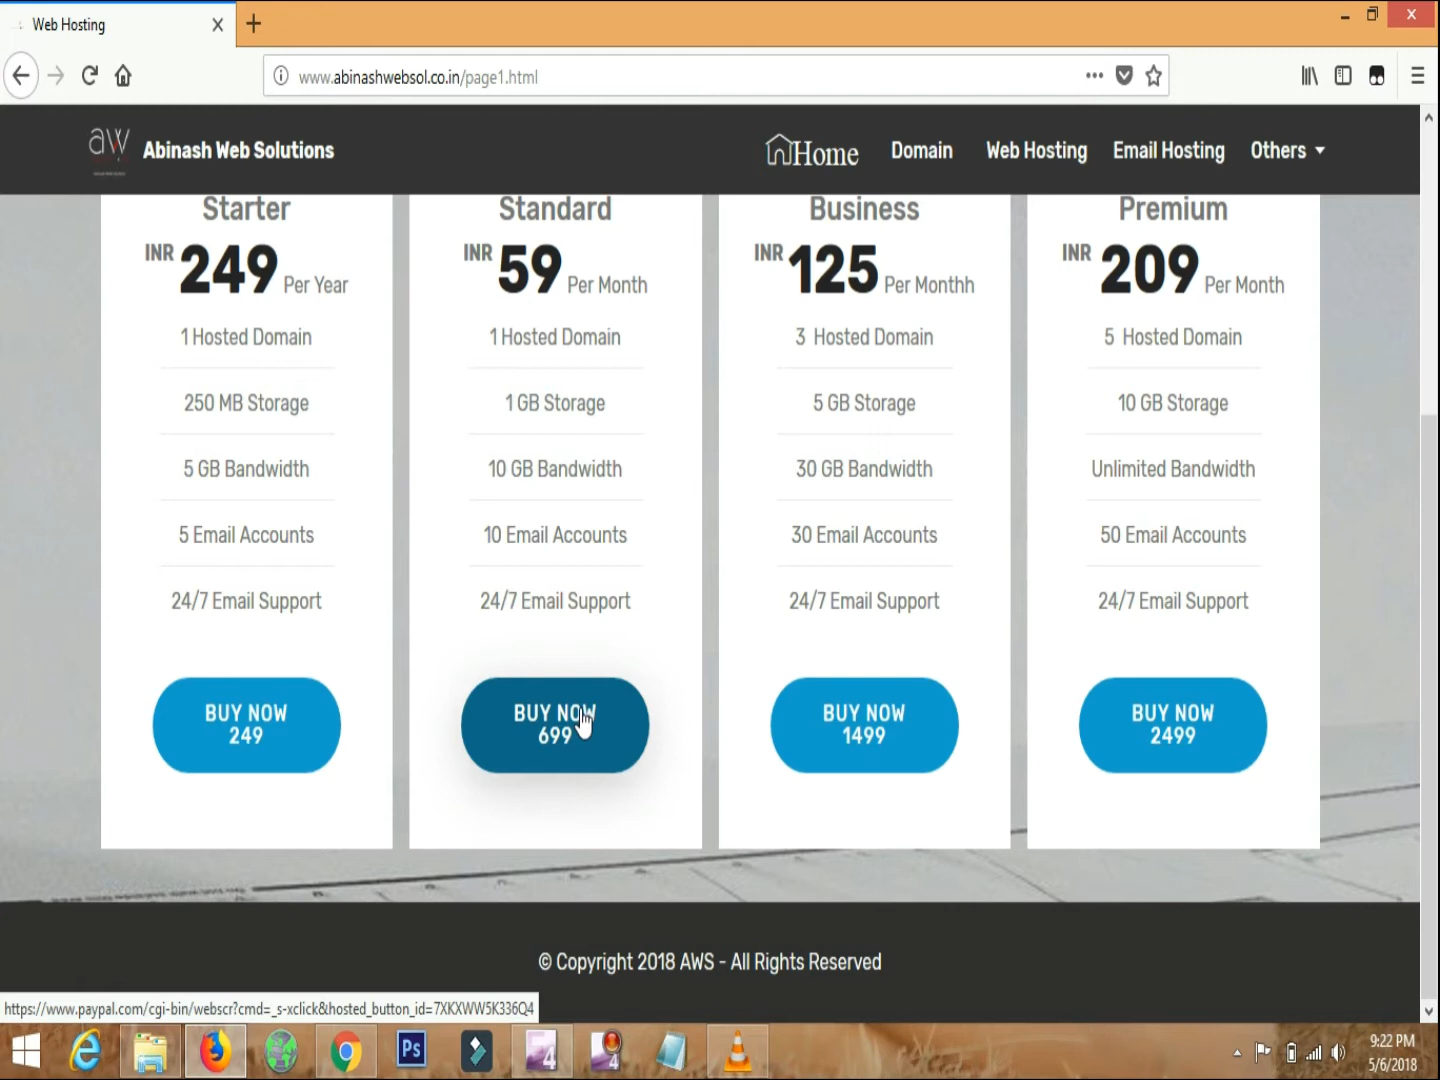 Web Hosting
www.abinashwebsol.co.in/page1.html
aw
Abinash Web Solutions
Home
Domain
Web Hosting
Email Hosting
Others
Starter
INR 249 Per Year
1 Hosted Domain
250 MB Storage
5 GB Bandwidth
5 Email Accounts
24/7 Email Support
BUY NOW
249
Standard
INR 59 Per Month
1 Hosted Domain
1 GB Storage
10 GB Bandwidth
10 Email Accounts
24/7 Email Support
BUY NOW
699
Business
INR 125 Per Monthh
3 Hosted Domain
5 GB Storage
30 GB Bandwidth
30 Email Accounts
24/7 Email Support
BUY NOW
1499
Premium
INR 209 Per Month
5 Hosted Domain
10 GB Storage
Unlimited Bandwidth
50 Email Accounts
24/7 Email Support
BUY NOW
2499
© Copyright 2018 AWS - All Rights Reserved
https://www.paypal.com/cgi-bin/webscr?cmd=_s-xclick&hosted_button_id=7XKXWW5K336Q4
Ps
4
4
9:22 PM
5/6/2018